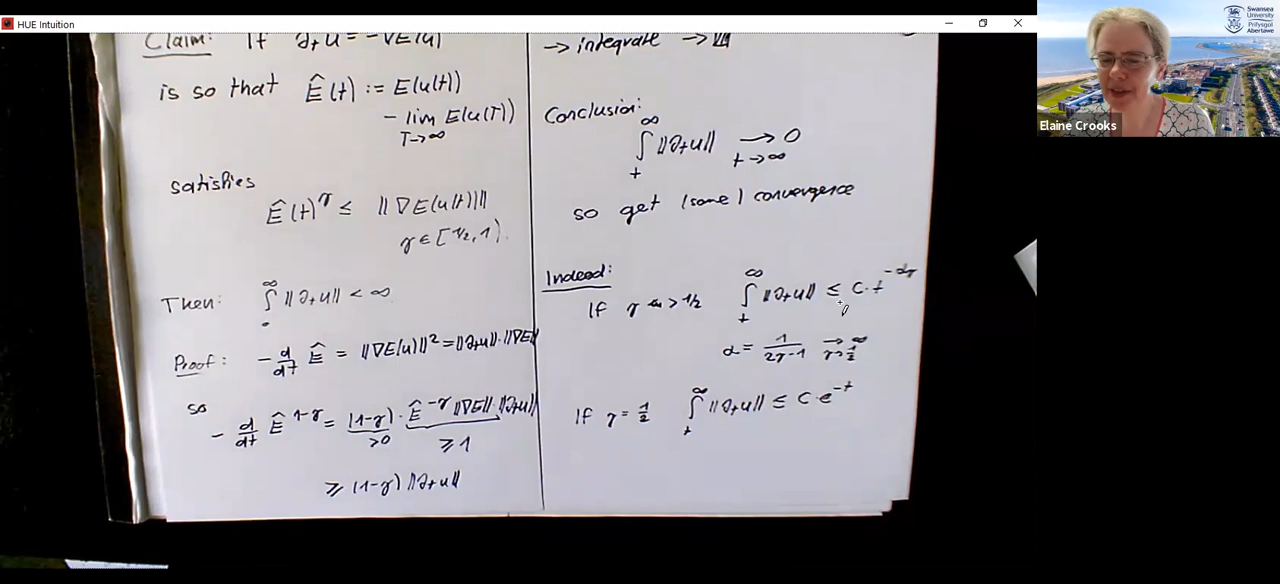 HUE Intuition
Swansea
University
Prifysgol
Abertawe
Elaine Crooks
Claim: If ∂ₜu = -∇E(u)
is so that Ê(t) := E(u(t))
- lim E(u(T))
T→∞
satisfies
Ê(t)^γ ≤ ||∇E(u(t))||
γ ∈ [1/2, 1).
Then: ∫₀^∞ ||∂ₜu|| < ∞
Proof: - d/dt Ê = ||∇E(u)||² = ||∂ₜu||·||∇E||
so
- d/dt Ê^{1-γ} = (1-γ) · Ê^{-γ} ||∇E|| ||∂ₜu||
>0 ≥ 1
≥ (1-γ) ||∂ₜu||
→ integrate →
Conclusion:
∫ₜ^∞ ||∂ₜu|| → 0
t→∞
so get (some) convergence
Indeed:
If γ > 1/2 ∫ₜ^∞ ||∂ₜu|| ≤ C·t
α = 1/(2γ-1) → ∞
γ→1/2
If γ = 1/2 ∫ₜ^∞ ||∂ₜu|| ≤ C·e^{-t}